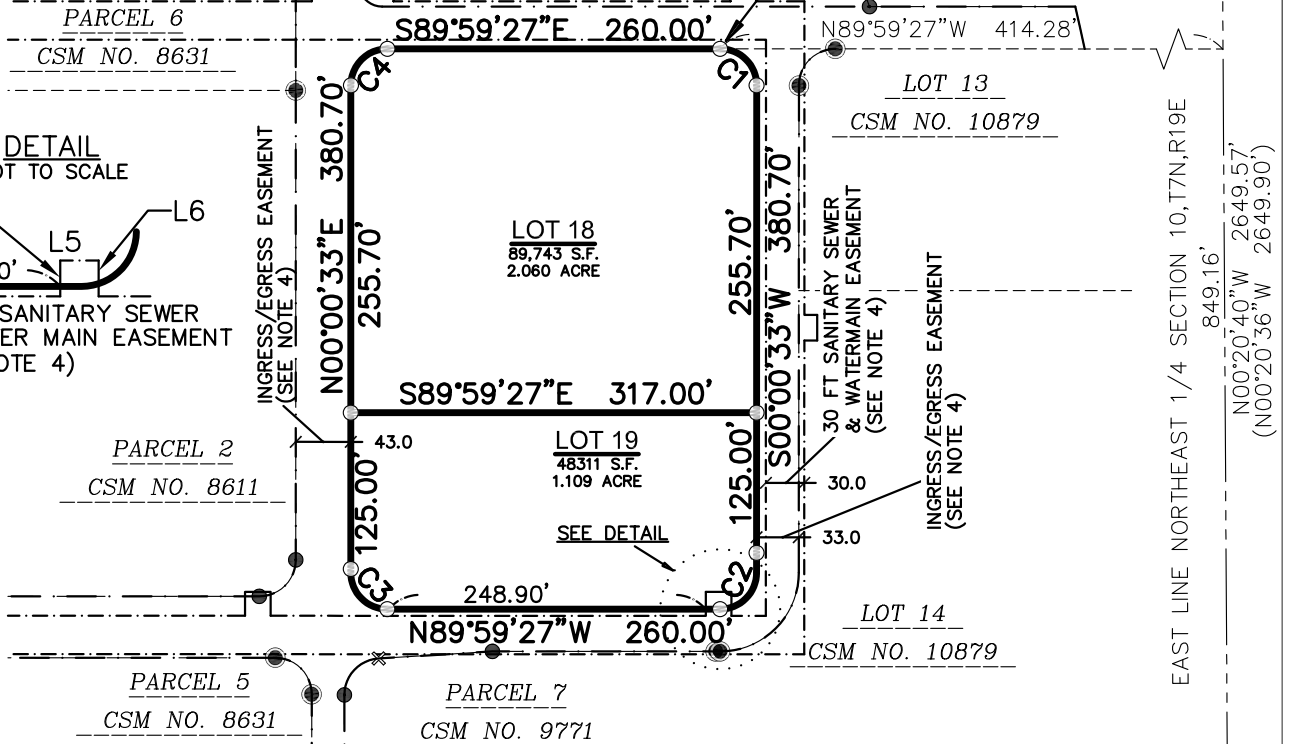 PARCEL 6
CSM NO. 8631
S89°59'27"E 260.00'
N89°59'27"W 414.28'
C4
C1
LOT 13
CSM NO. 10879
DETAIL
OT TO SCALE
L6
L5
0'
SANITARY SEWER
ER MAIN EASEMENT
OTE 4)
INGRESS/EGRESS EASEMENT
(SEE NOTE 4)
N00°00'33"E 380.70'
255.70'
LOT 18
89,743 S.F.
2.060 ACRE
255.70'
S00°00'33"W 380.70'
30 FT SANITARY SEWER
& WATERMAIN EASEMENT
(SEE NOTE 4)
INGRESS/EGRESS EASEMENT
(SEE NOTE 4)
EAST LINE NORTHEAST 1/4 SECTION 10,T7N,R19E
849.16'
N00°20'40"W 2649.57'
(N00°20'36"W 2649.90')
S89°59'27"E 317.00'
43.0
LOT 19
48311 S.F.
1.109 ACRE
PARCEL 2
CSM NO. 8611
125.00'
125.00'
30.0
33.0
SEE DETAIL
C3
C2
248.90'
N89°59'27"W 260.00'
LOT 14
CSM NO. 10879
PARCEL 5
CSM NO. 8631
PARCEL 7
CSM NO. 9771